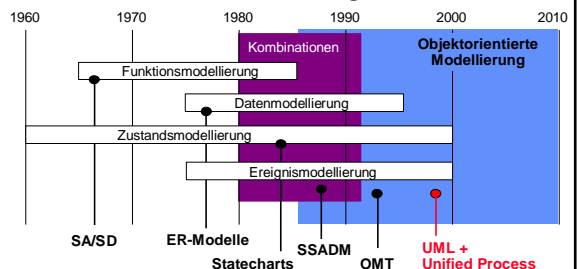 1960 1970 1980 1990 2000 2010
Kombinationen
Objektorientierte
Modellierung
Funktionsmodellierung
Datenmodellierung
Zustandsmodellierung
Ereignismodellierung
SA/SD
ER-Modelle
Statecharts
SSADM
OMT
UML +
Unified Process